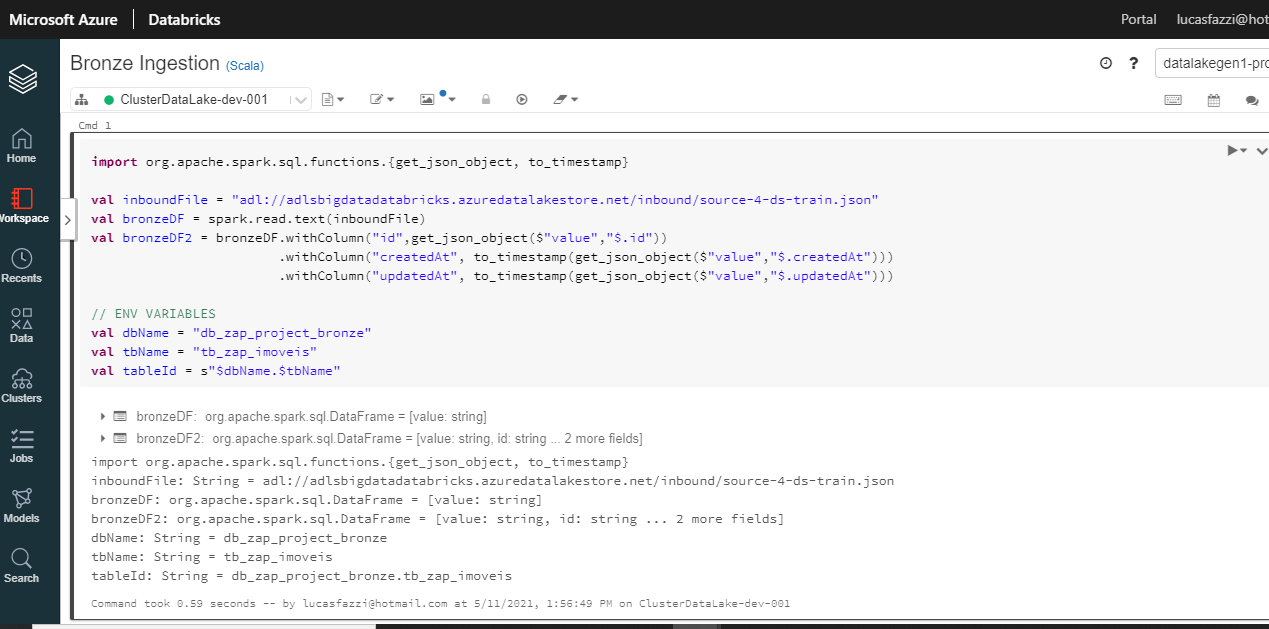 Microsoft Azure Databricks Portal lucasfazzi@hot
Bronze Ingestion (Scala) ? datalakegen1-pro
ClusterDataLake-dev-001
Cmd 1
Home
Workspace
Recents
Data
Clusters
Jobs
Models
Search
import org.apache.spark.sql.functions.{get_json_object, to_timestamp}
val inboundFile = "adl://adlsbigdatadatabricks.azuredatalakestore.net/inbound/source-4-ds-train.json"
val bronzeDF = spark.read.text(inboundFile)
val bronzeDF2 = bronzeDF.withColumn("id",get_json_object($"value","$.id"))
.withColumn("createdAt", to_timestamp(get_json_object($"value","$.createdAt")))
.withColumn("updatedAt", to_timestamp(get_json_object($"value","$.updatedAt")))
// ENV VARIABLES
val dbName = "db_zap_project_bronze"
val tbName = "tb_zap_imoveis"
val tableId = s"$dbName.$tbName"
bronzeDF: org.apache.spark.sql.DataFrame = [value: string]
bronzeDF2: org.apache.spark.sql.DataFrame = [value: string, id: string ... 2 more fields]
import org.apache.spark.sql.functions.{get_json_object, to_timestamp}
inboundFile: String = adl://adlsbigdatadatabricks.azuredatalakestore.net/inbound/source-4-ds-train.json
bronzeDF: org.apache.spark.sql.DataFrame = [value: string]
bronzeDF2: org.apache.spark.sql.DataFrame = [value: string, id: string ... 2 more fields]
dbName: String = db_zap_project_bronze
tbName: String = tb_zap_imoveis
tableId: String = db_zap_project_bronze.tb_zap_imoveis
Command took 0.59 seconds -- by lucasfazzi@hotmail.com at 5/11/2021, 1:56:49 PM on ClusterDataLake-dev-001